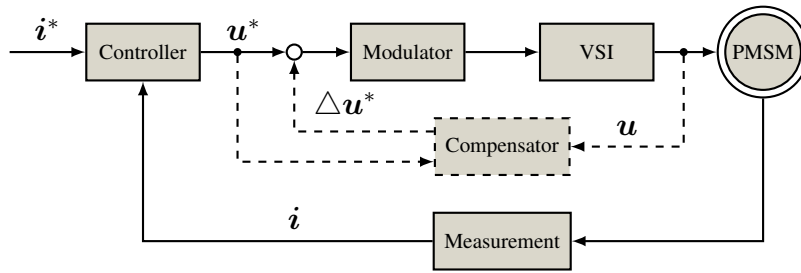 i*
Controller
u*
Modulator
VSI
PMSM
△u*
Compensator
u
i
Measurement